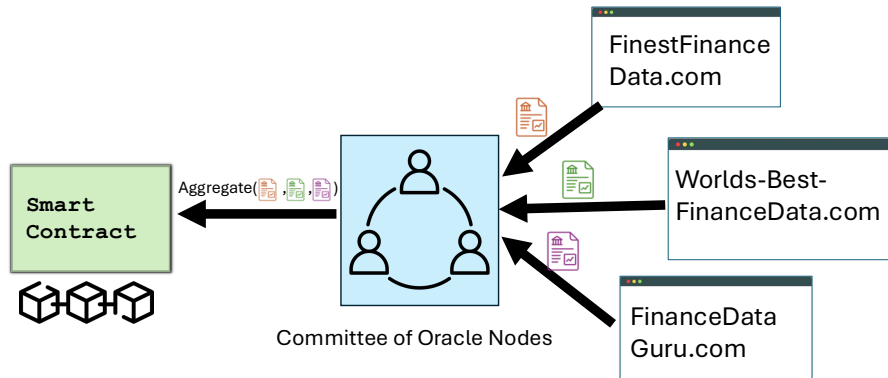 FinestFinance
Data.com
Aggregate( , , )
Smart
Contract
Worlds-Best-
FinanceData.com
Committee of Oracle Nodes
FinanceData
Guru.com